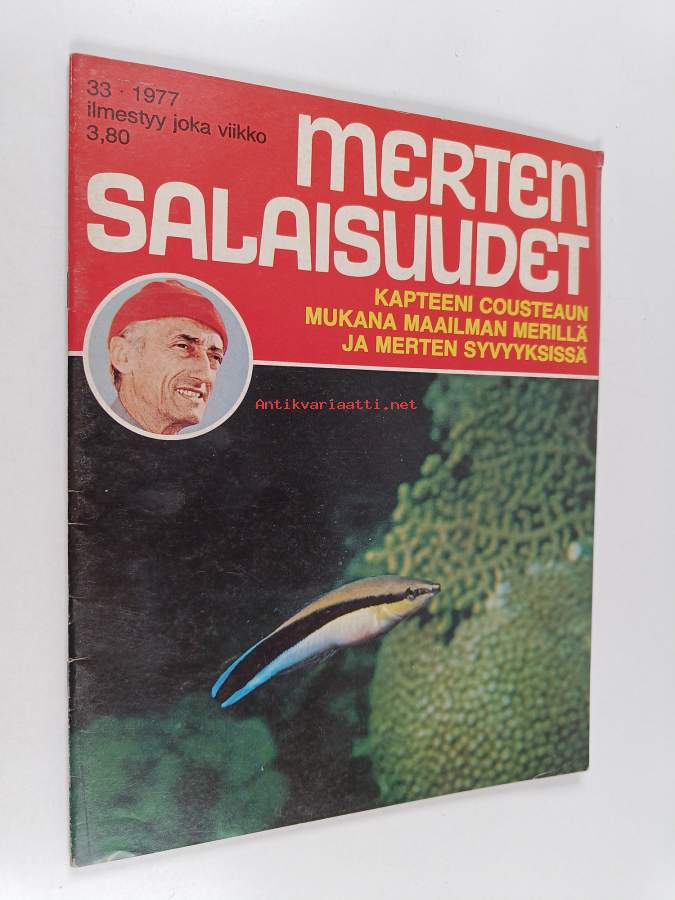 33 · 1977
ilmestyy joka viikko
3,80
MERTEN
SALAISUUDET
KAPTEENI COUSTEAUN
MUKANA MAAILMAN MERILLÄ
JA MERTEN SYVYYKSISSÄ
Antikvariaatti.net